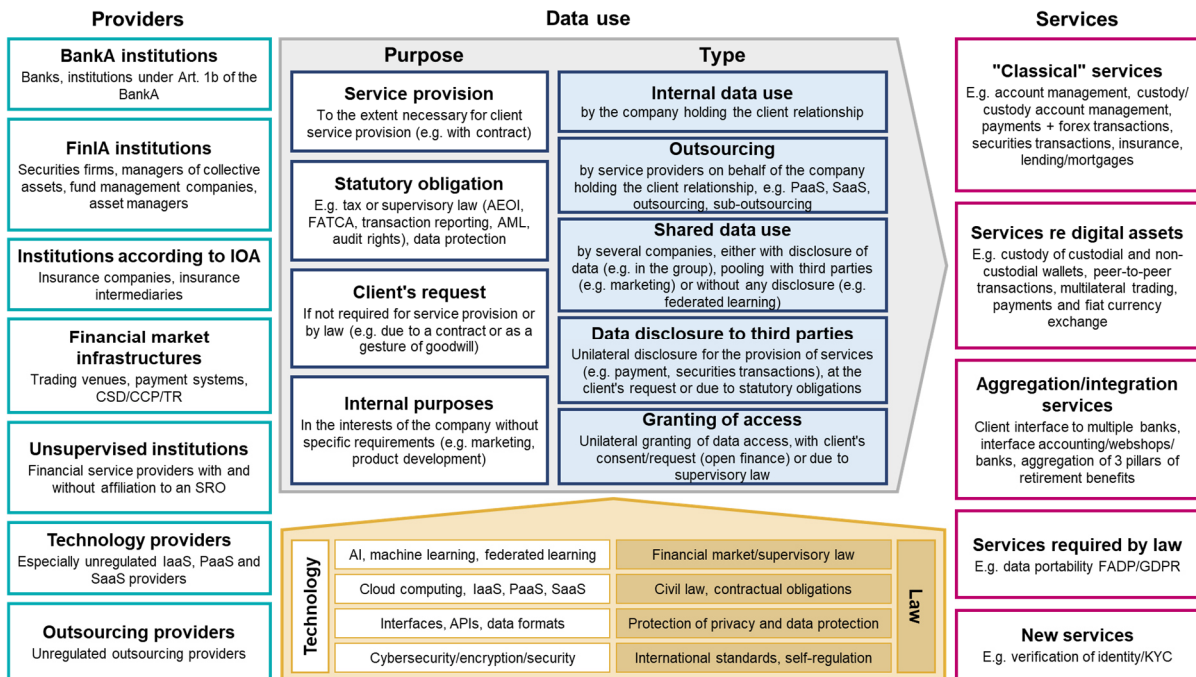 Providers
BankA institutions
Banks, institutions under Art. 1b of the
BankA
FinIA institutions
Securities firms, managers of collective
assets, fund management companies,
asset managers
Institutions according to IOA
Insurance companies, insurance
intermediaries
Financial market
infrastructures
Trading venues, payment systems,
CSD/CCP/TR
Unsupervised institutions
Financial service providers with and
without affiliation to an SRO
Technology providers
Especially unregulated IaaS, PaaS and
SaaS providers
Outsourcing providers
Unregulated outsourcing providers
Data use
Purpose
Service provision
To the extent necessary for client
service provision (e.g. with contract)
Statutory obligation
E.g. tax or supervisory law (AEOI,
FATCA, transaction reporting, AML,
audit rights), data protection
Client's request
If not required for service provision or
by law (e.g. due to a contract or as a
gesture of goodwill)
Internal purposes
In the interests of the company without
specific requirements (e.g. marketing,
product development)
Type
Internal data use
by the company holding the client relationship
Outsourcing
by service providers on behalf of the company
holding the client relationship, e.g. PaaS, SaaS,
outsourcing, sub-outsourcing
Shared data use
by several companies, either with disclosure of
data (e.g. in the group), pooling with third parties
(e.g. marketing) or without any disclosure (e.g.
federated learning)
Data disclosure to third parties
Unilateral disclosure for the provision of services
(e.g. payment, securities transactions), at the
client's request or due to statutory obligations
Granting of access
Unilateral granting of data access, with client's
consent/request (open finance) or due to
supervisory law
Technology
AI, machine learning, federated learning
Cloud computing, IaaS, PaaS, SaaS
Interfaces, APIs, data formats
Cybersecurity/encryption/security
Financial market/supervisory law
Civil law, contractual obligations
Protection of privacy and data protection
International standards, self-regulation
Law
Services
"Classical" services
E.g. account management, custody/
custody account management,
payments + forex transactions,
securities transactions, insurance,
lending/mortgages
Services re digital assets
E.g. custody of custodial and non-
custodial wallets, peer-to-peer
transactions, multilateral trading,
payments and fiat currency
exchange
Aggregation/integration
services
Client interface to multiple banks,
interface accounting/webshops/
banks, aggregation of 3 pillars of
retirement benefits
Services required by law
E.g. data portability FADP/GDPR
New services
E.g. verification of identity/KYC